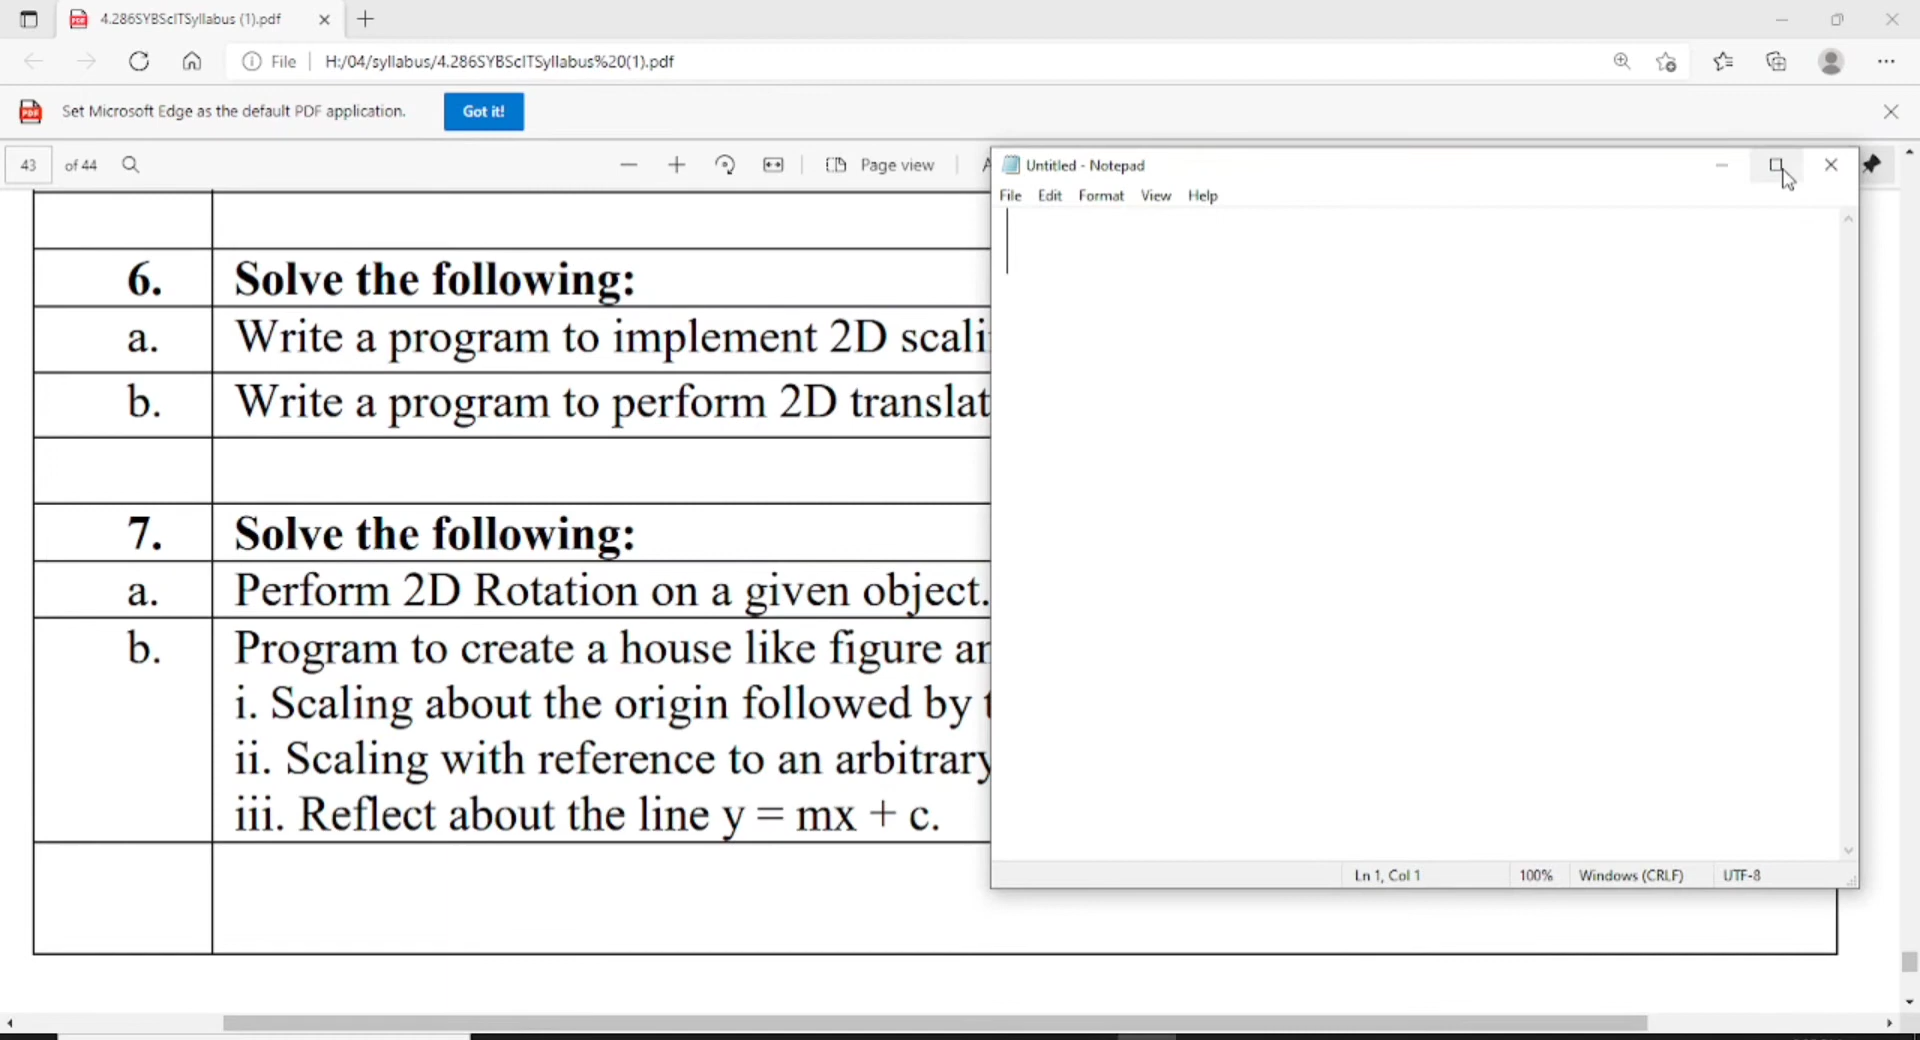 4.286SYBScITSyllabus (1).pdf
File
H:/04/syllabus/4.286SYBScITSyllabus%20(1).pdf
Set Microsoft Edge as the default PDF application.
Got it!
43 of 44
Page view
Untitled - Notepad
File Edit Format View Help
6. Solve the following:
a. Write a program to implement 2D
b. Write a program to perform 2D
7. Solve the following:
a. Perform 2D Rotation on a given object.
b. Program to create a house like figure
i. Scaling about the origin followed by
ii. Scaling with reference to an arbitrary
iii. Reflect about the line y = mx + c.
Ln 1, Col 1 100% Windows (CRLF) UTF-8